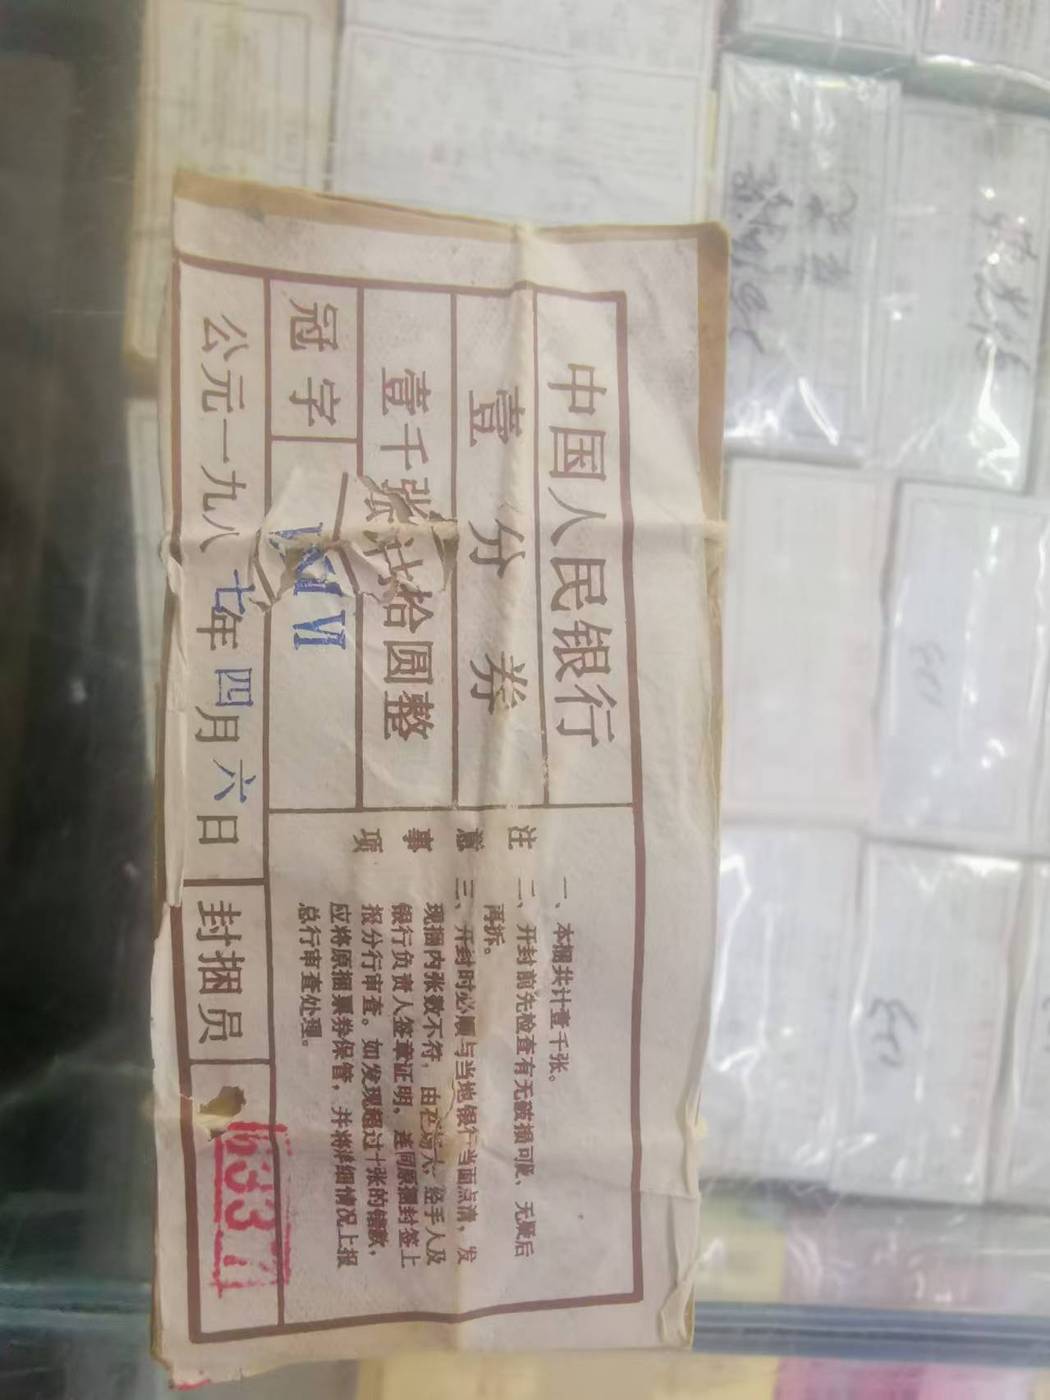 中国人民银行
壹分券
壹千张计拾圆整
冠字
ⅥⅥ
公元一九八七年四月六日
封捆员
6337
注意事项
一、本捆共计壹千张。
二、开封前先检查有无破损可疑、无疑后
再拆。
三、开封时必须与当地银行当面点清,发
现捆内张数不符,由在场人、经手人及
银行负责人签章证明,连同原捆封签上
报分行审查。如发现超过十张的错款,
应将原捆票券保管,并将详细情况上报
总行审查处理。